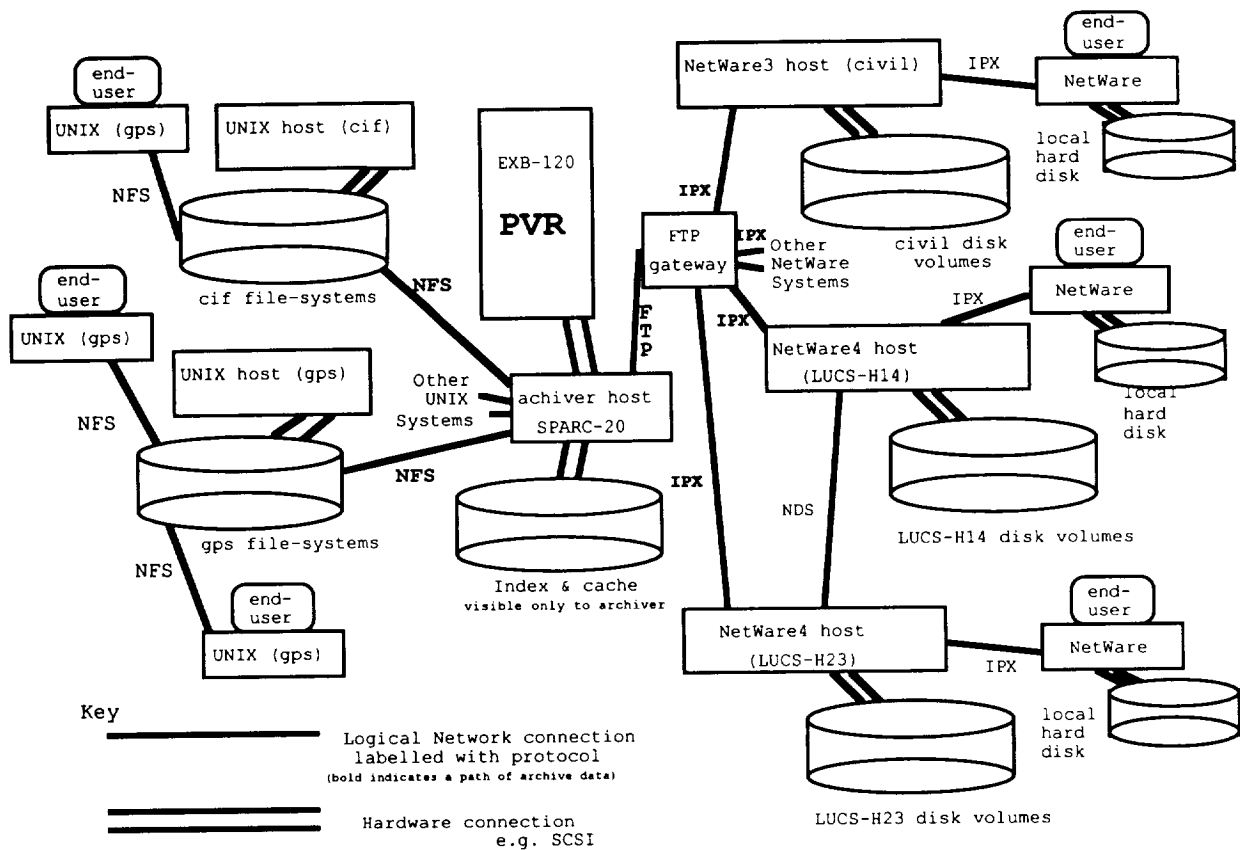 end-
user
UNIX (gps)
NFS
UNIX host (cif)
cif file-systems
NFS
end-
user
UNIX (gps)
NFS
UNIX host (gps)
gps file-systems
NFS
NFS
end-
user
UNIX (gps)
EXB-120
PVR
Other
UNIX
Systems
achiver host
SPARC-20
Index & cache
visible only to archiver
FTP
FTP
gateway
IPX
IPX
Other
NetWare
Systems
IPX
IPX
NetWare3 host (civil)
civil disk
volumes
IPX
end-
user
NetWare
local
hard
disk
NetWare4 host
(LUCS-H14)
LUCS-H14 disk volumes
IPX
end-
user
NetWare
local
hard
disk
NDS
NetWare4 host
(LUCS-H23)
LUCS-H23 disk volumes
IPX
end-
user
NetWare
local
hard
disk
Key
Logical Network connection
labelled with protocol
(bold indicates a path of archive data)
Hardware connection
e.g. SCSI